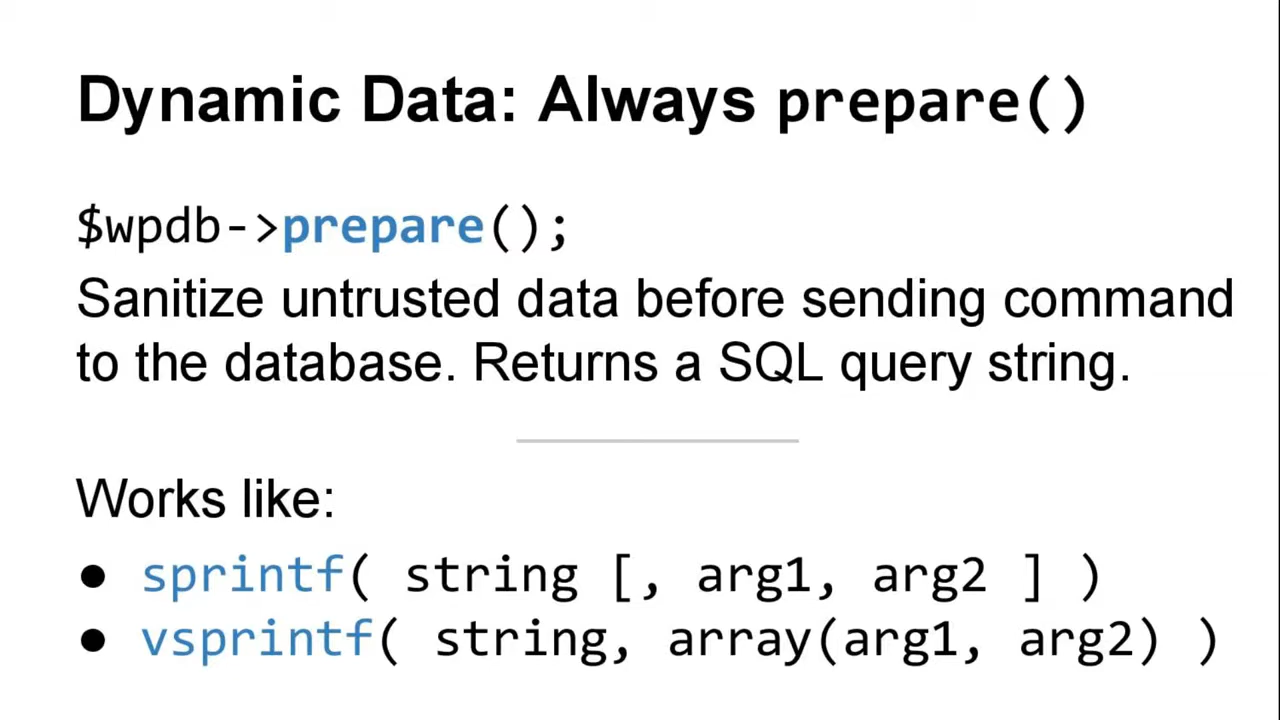 Dynamic Data: Always prepare()
$wpdb->prepare();
Sanitize untrusted data before sending command
to the database. Returns a SQL query string.
Works like:
● sprintf( string [, arg1, arg2 ] )
● vsprintf( string, array(arg1, arg2) )